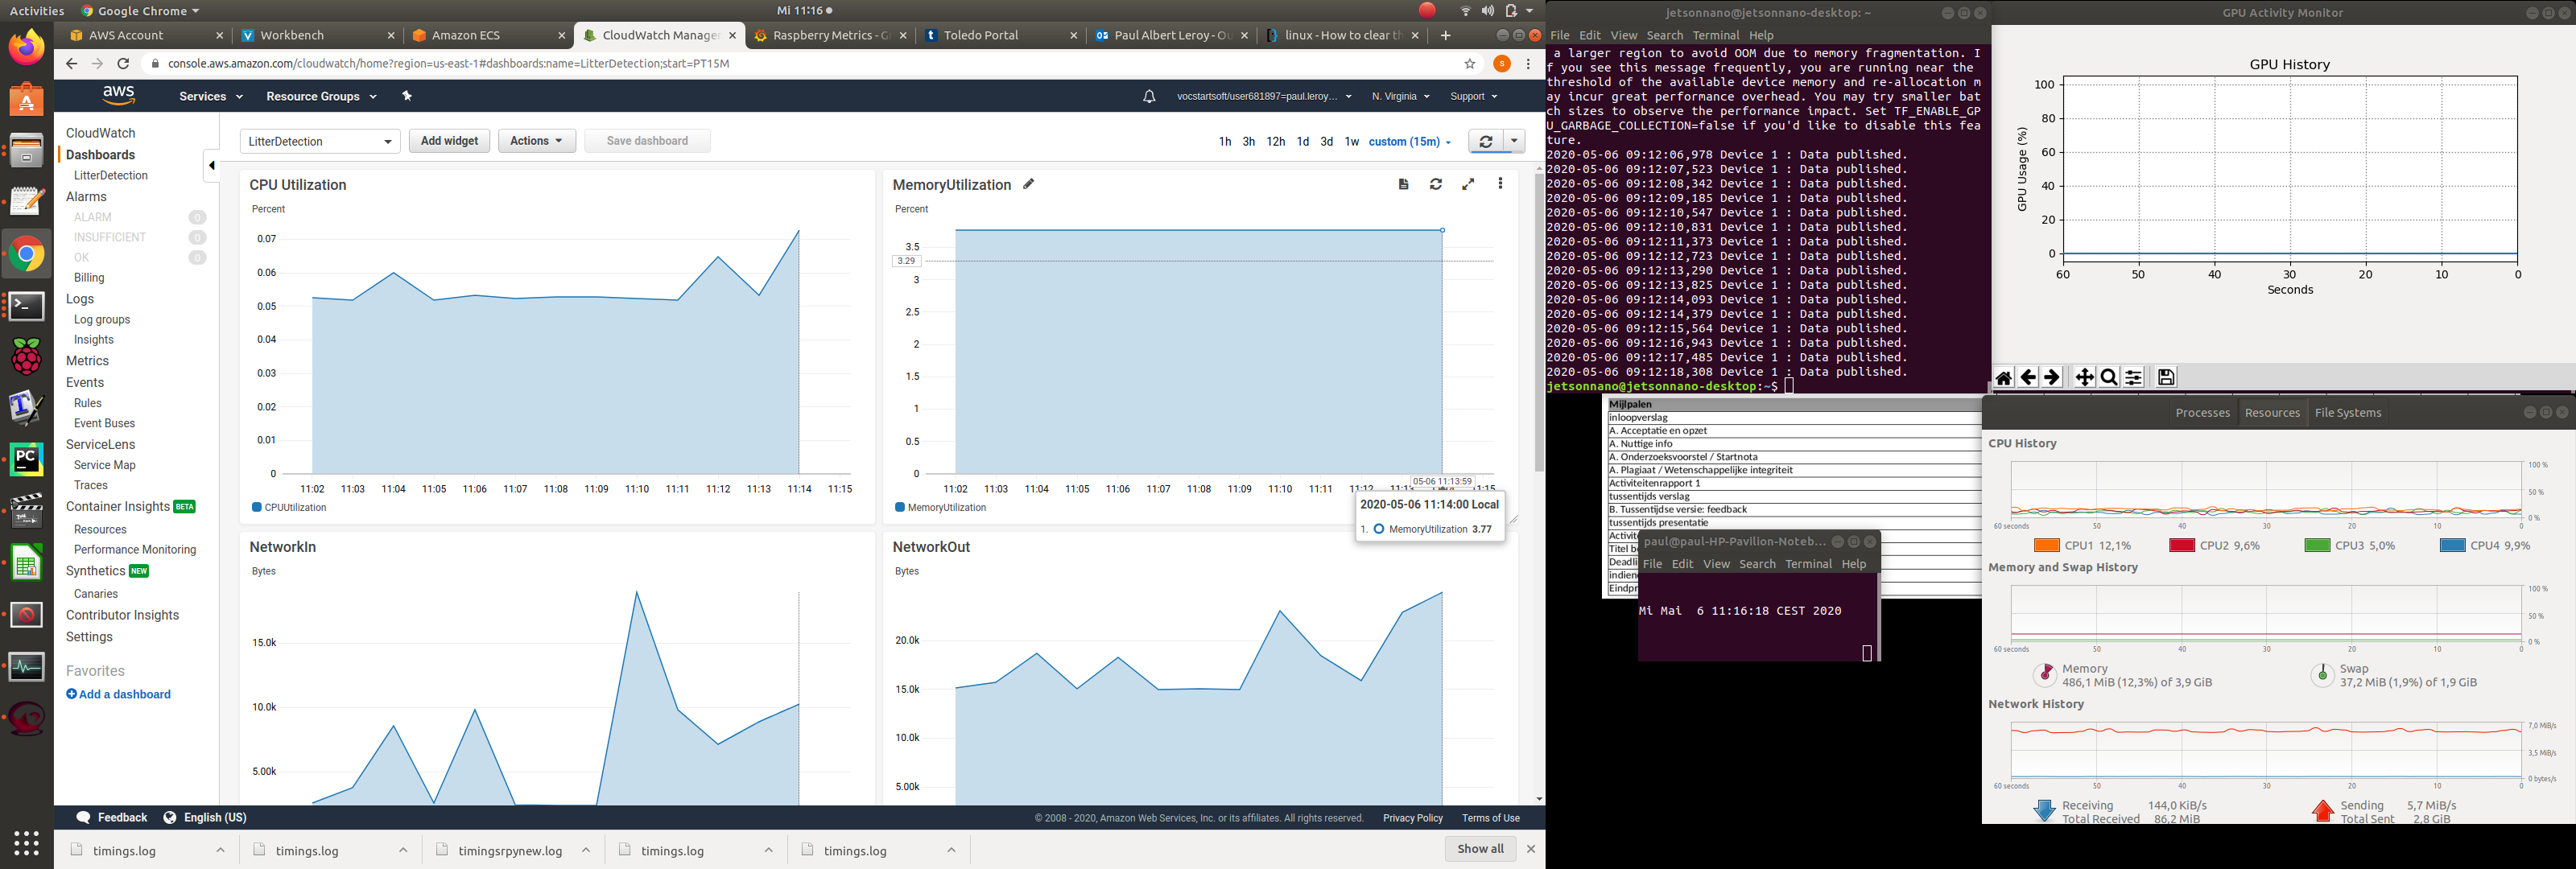 Activities
Google Chrome
Mi 11:16
AWS Account
Workbench
Amazon ECS
CloudWatch Manage
Raspberry Metrics - G
Toledo Portal
Paul Albert Leroy - Ou
linux - How to clear th
console.aws.amazon.com/cloudwatch/home?region=us-east-1#dashboards:name=LitterDetection;start=PT15M
s
aws
Services
Resource Groups
vocstartsoft/user681897=paul.leroy...
N. Virginia
Support
CloudWatch
Dashboards
LitterDetection
Alarms
ALARM 0
INSUFFICIENT 0
OK 0
Billing
Logs
Log groups
Insights
Metrics
Events
Rules
Event Buses
ServiceLens
Service Map
Traces
Container Insights BETA
Resources
Performance Monitoring
Synthetics NEW
Canaries
Contributor Insights
Settings
Favorites
Add a dashboard
LitterDetection
Add widget
Actions
Save dashboard
1h 3h 12h 1d 3d 1w custom (15m)
CPU Utilization
Percent
0.07
0.06
0.05
0.04
0.03
0.02
0.01
0
11:02 11:03 11:04 11:05 11:06 11:07 11:08 11:09 11:10 11:11 11:12 11:13 11:14 11:15
CPUUtilization
MemoryUtilization
Percent
3.5
3.29
3
2.5
2
1.5
1
0.5
0
11:02 11:03 11:04 11:05 11:06 11:07 11:08 11:09 11:10 11:11 11:12
05-06 11:13:59
MemoryUtilization
2020-05-06 11:14:00 Local
1. MemoryUtilization 3.77
NetworkIn
Bytes
15.0k
10.0k
5.00k
NetworkOut
Bytes
20.0k
15.0k
10.0k
5.00k
Feedback
English (US)
© 2008 - 2020, Amazon Web Services, Inc. or its affiliates. All rights reserved.
Privacy Policy
Terms of Use
timings.log
timings.log
timingsrpynew.log
timings.log
timings.log
Show all
jetsonnano@jetsonnano-desktop: ~
File Edit View Search Terminal Help
a larger region to avoid OOM due to memory fragmentation. I
f you see this message frequently, you are running near the
threshold of the available device memory and re-allocation m
ay incur great performance overhead. You may try smaller bat
ch sizes to observe the performance impact. Set TF_ENABLE_GP
U_GARBAGE_COLLECTION=false if you'd like to disable this fea
ture.
2020-05-06 09:12:06,978 Device 1 : Data published.
2020-05-06 09:12:07,523 Device 1 : Data published.
2020-05-06 09:12:08,342 Device 1 : Data published.
2020-05-06 09:12:09,185 Device 1 : Data published.
2020-05-06 09:12:10,547 Device 1 : Data published.
2020-05-06 09:12:10,831 Device 1 : Data published.
2020-05-06 09:12:11,373 Device 1 : Data published.
2020-05-06 09:12:12,723 Device 1 : Data published.
2020-05-06 09:12:13,290 Device 1 : Data published.
2020-05-06 09:12:13,825 Device 1 : Data published.
2020-05-06 09:12:14,093 Device 1 : Data published.
2020-05-06 09:12:14,379 Device 1 : Data published.
2020-05-06 09:12:15,564 Device 1 : Data published.
2020-05-06 09:12:16,943 Device 1 : Data published.
2020-05-06 09:12:17,485 Device 1 : Data published.
2020-05-06 09:12:18,308 Device 1 : Data published.
jetsonnano@jetsonnano-desktop:~$
Mijlpalen
inloopverslag
A. Acceptatie en opzet
A. Nuttige info
A. Onderzoeksvoorstel / Startnota
A. Plagiaat / Wetenschappelijke integriteit
Activiteitenrapport 1
tussentijds verslag
B. Tussentijdse versie: feedback
tussentijds presentatie
Activite
Titel be
Deadli
indien
Eindpr
paul@paul-HP-Pavilion-Noteb...
File Edit View Search Terminal Help
Mi Mai  6 11:16:18 CEST 2020
GPU Activity Monitor
GPU History
GPU Usage (%)
100
80
60
40
20
0
60 50 40 30 20 10 0
Seconds
Processes
Resources
File Systems
CPU History
100 %
50 %
0 %
60 seconds 50 40 30 20 10 0
CPU1 12,1%
CPU2 9,6%
CPU3 5,0%
CPU4 9,9%
Memory and Swap History
100 %
50 %
0 %
60 seconds 50 40 30 20 10 0
Memory
486,1 MiB (12,3%) of 3,9 GiB
Swap
37,2 MiB (1,9%) of 1,9 GiB
Network History
7,0 MiB/s
3,5 MiB/s
0 bytes/s
60 seconds 50 40 30 20 10 0
Receiving 144,0 KiB/s
Total Received 86,2 MiB
Sending 5,7 MiB/s
Total Sent 2,8 GiB